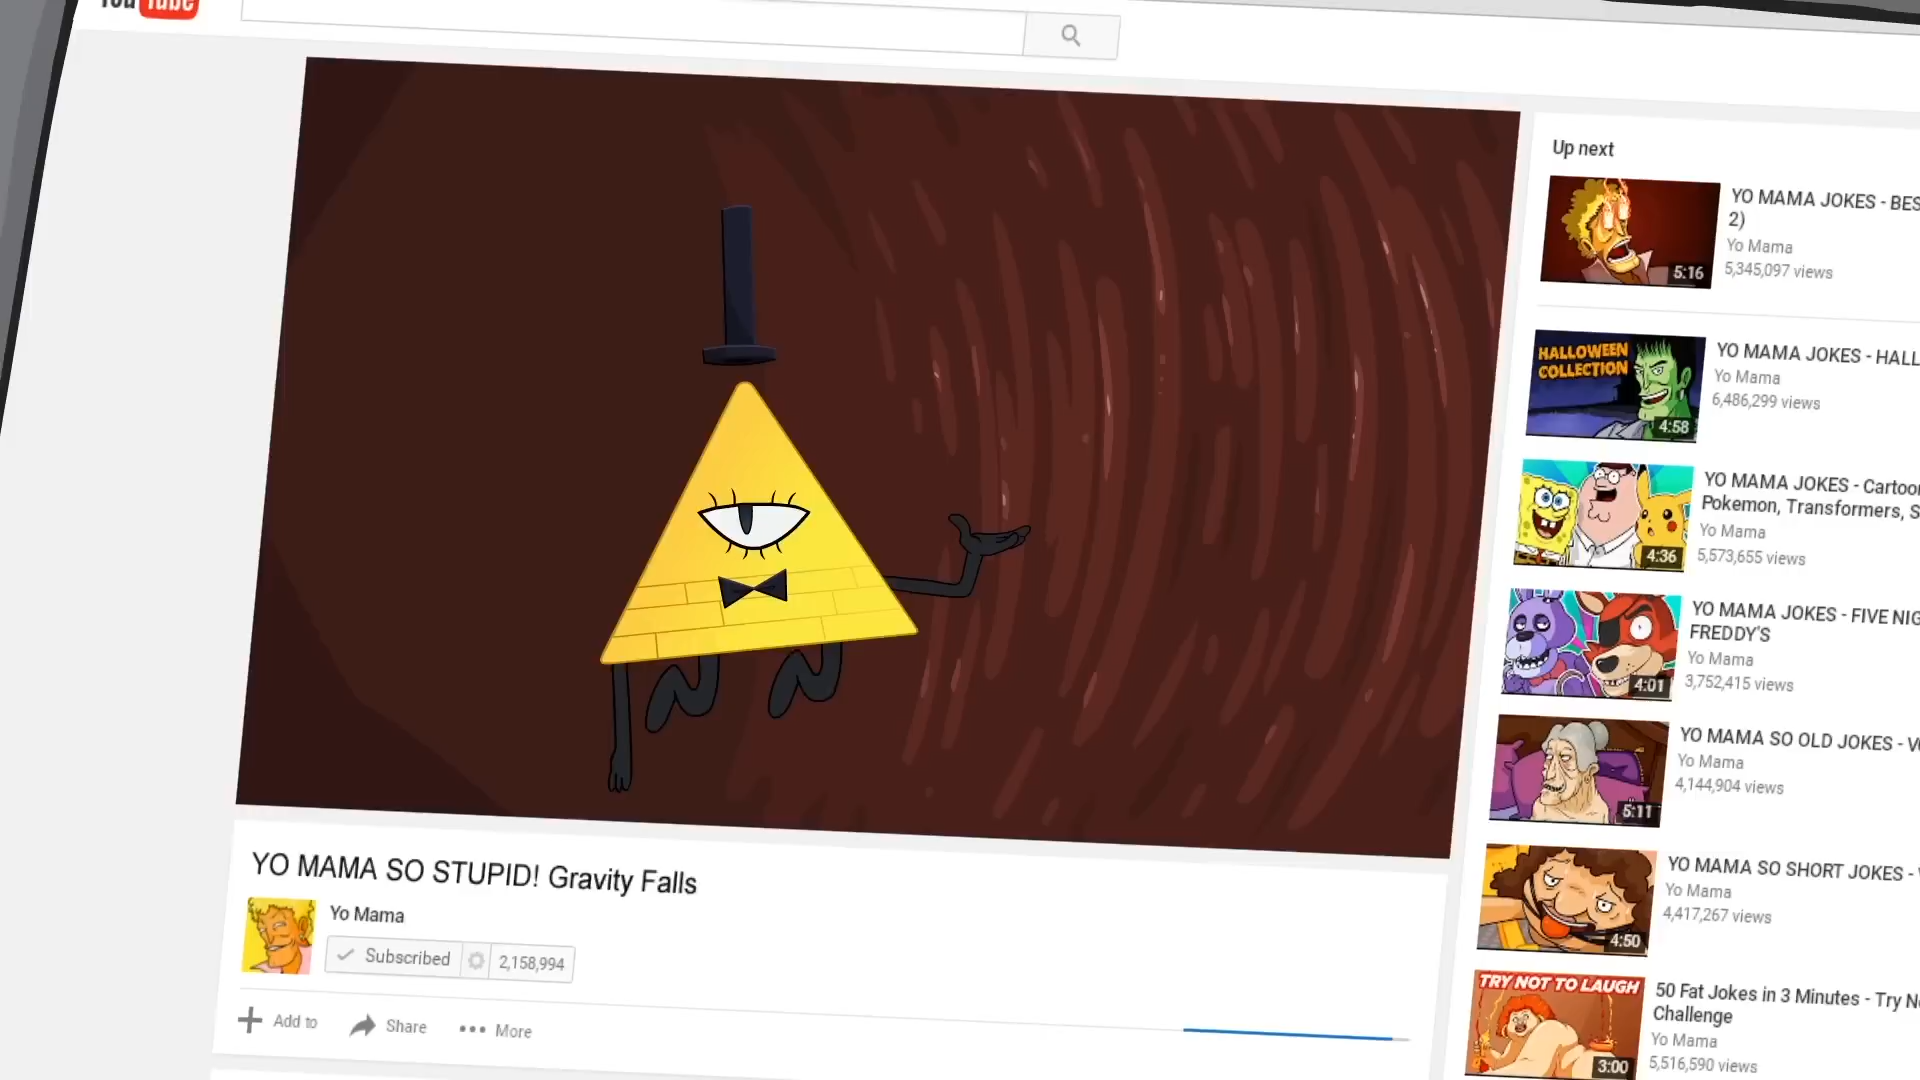 YouTube
Up next
YO MAMA JOKES - BES
2)
Yo Mama
5,345,097 views
5:16
HALLOWEEN
COLLECTION
4:58
YO MAMA JOKES - HALL
Yo Mama
6,486,299 views
4:36
YO MAMA JOKES - Cartoon
Pokemon, Transformers, S
Yo Mama
5,573,655 views
4:01
YO MAMA JOKES - FIVE NIG
FREDDY'S
Yo Mama
3,752,415 views
5:11
YO MAMA SO OLD JOKES - V
Yo Mama
4,144,904 views
4:50
YO MAMA SO SHORT JOKES -
Yo Mama
4,417,267 views
TRY NOT TO LAUGH
3:00
50 Fat Jokes in 3 Minutes - Try N
Challenge
Yo Mama
5,516,590 views
YO MAMA SO STUPID! Gravity Falls
Yo Mama
Subscribed
2,158,994
Add to
Share
More